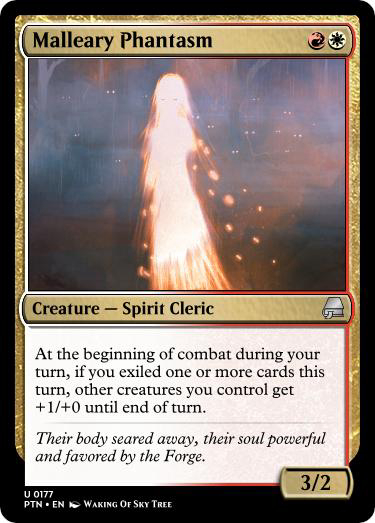 Malleary Phantasm
Creature — Spirit Cleric
At the beginning of combat during your
turn, if you exiled one or more cards this
turn, other creatures you control get
+1/+0 until end of turn.
Their body seared away, their soul powerful
and favored by the Forge.
3/2
U 0177
PTN • EN Waking Of Sky Tree